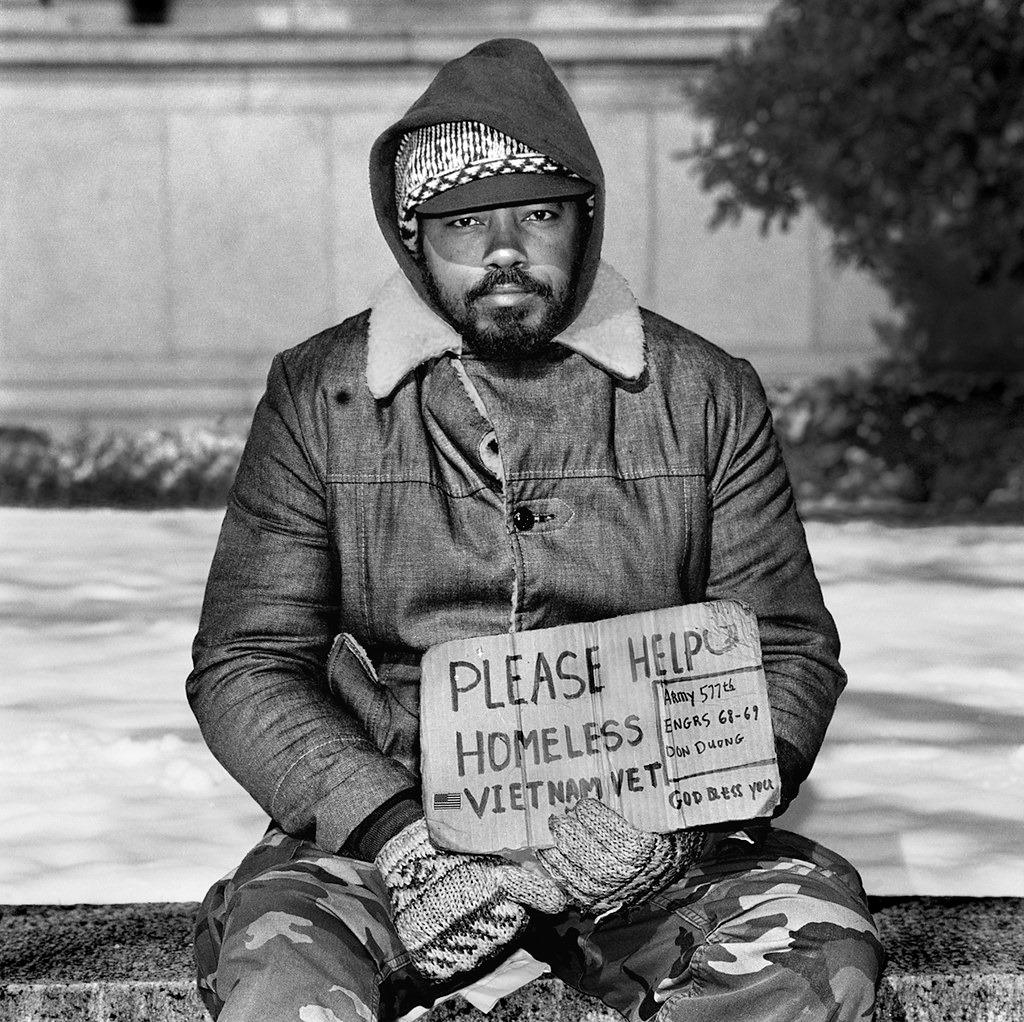 PLEASE HELP
HOMELESS
VIETNAM VET
ARMY 577th
ENGRS 68-69
DON DUONG
GOD BLESS YOU